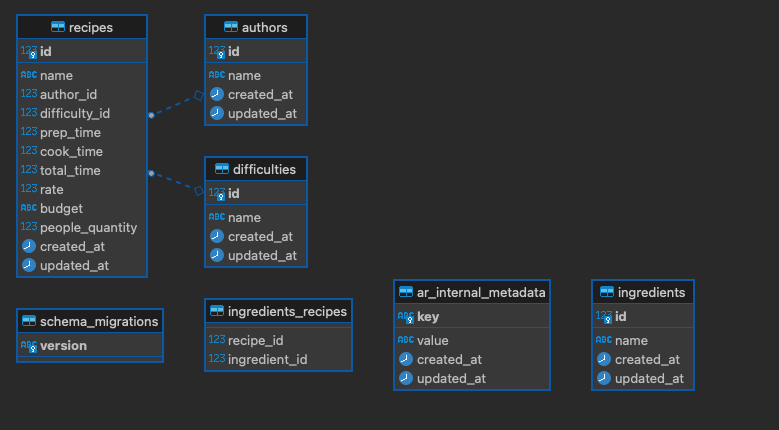 recipes
123 id
ABC name
123 author_id
123 difficulty_id
123 prep_time
123 cook_time
123 total_time
123 rate
ABC budget
123 people_quantity
created_at
updated_at
authors
123 id
ABC name
created_at
updated_at
difficulties
123 id
ABC name
created_at
updated_at
schema_migrations
ABC version
ingredients_recipes
123 recipe_id
123 ingredient_id
ar_internal_metadata
ABC key
ABC value
created_at
updated_at
ingredients
123 id
ABC name
created_at
updated_at